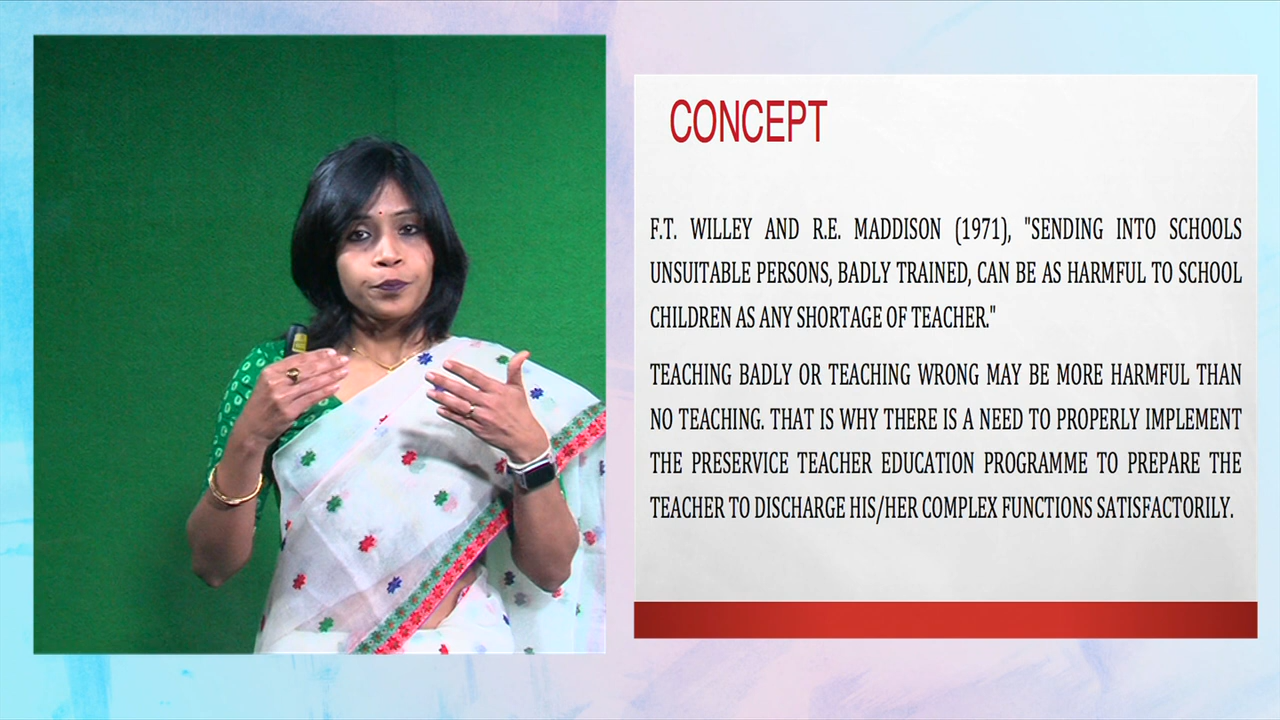 CONCEPT
F.T. WILLEY AND R.E. MADDISON (1971), "SENDING INTO SCHOOLS
UNSUITABLE PERSONS, BADLY TRAINED, CAN BE AS HARMFUL TO SCHOOL
CHILDREN AS ANY SHORTAGE OF TEACHER."
TEACHING BADLY OR TEACHING WRONG MAY BE MORE HARMFUL THAN
NO TEACHING. THAT IS WHY THERE IS A NEED TO PROPERLY IMPLEMENT
THE PRESERVICE TEACHER EDUCATION PROGRAMME TO PREPARE THE
TEACHER TO DISCHARGE HIS/HER COMPLEX FUNCTIONS SATISFACTORILY.